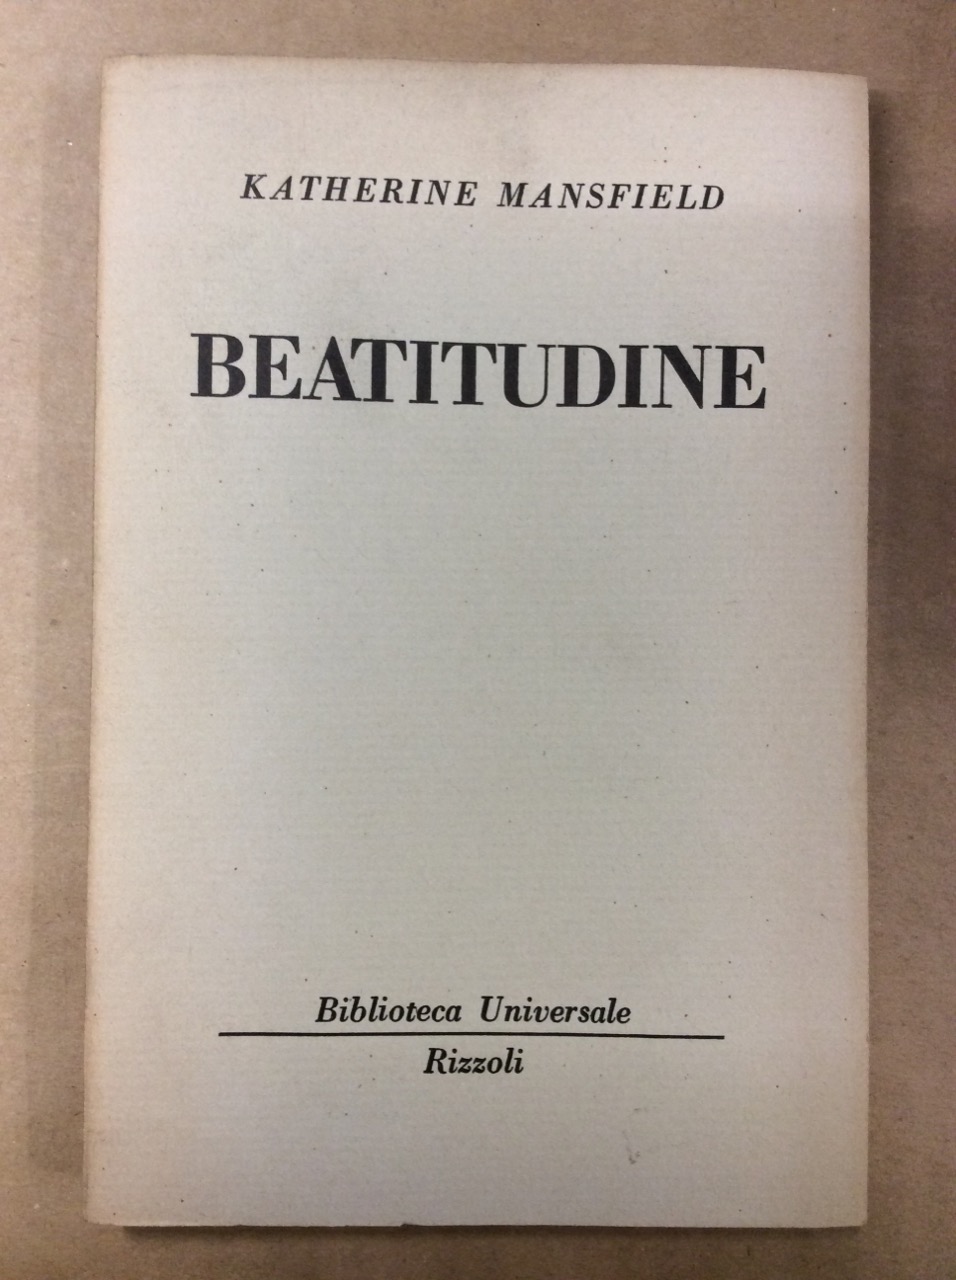 KATHERINE MANSFIELD
BEATITUDINE
Biblioteca Universale
Rizzoli